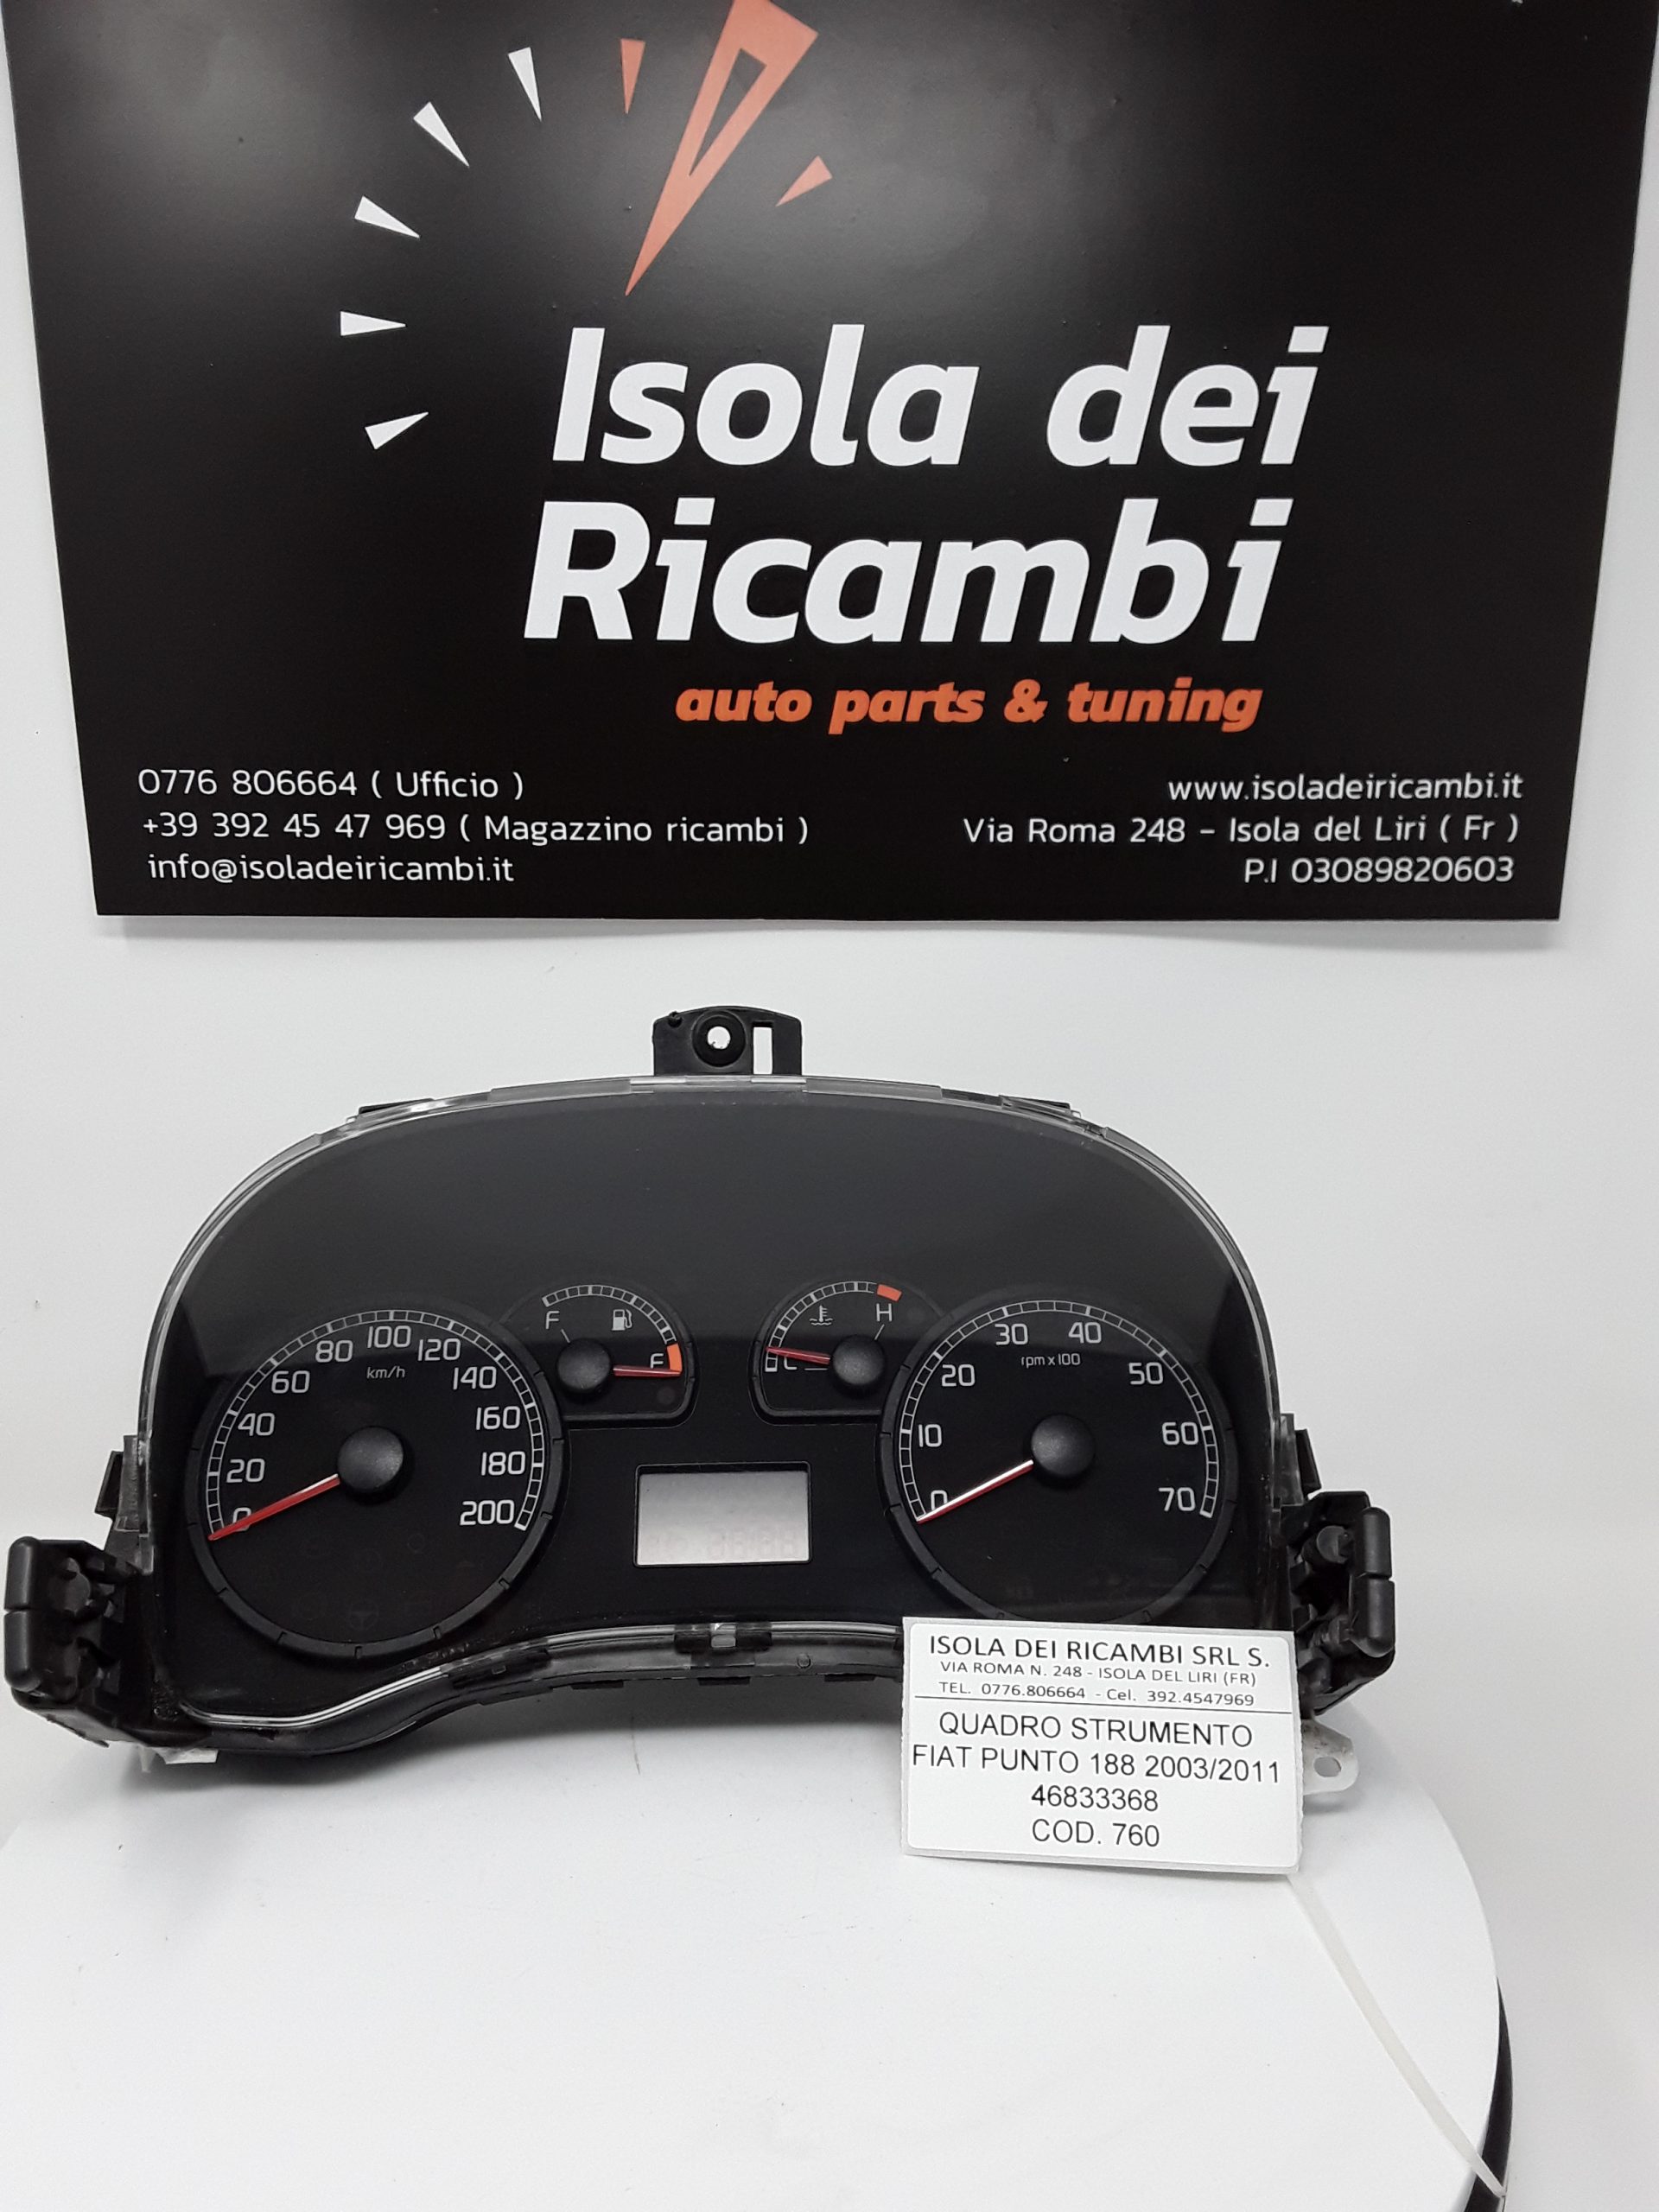 Isola dei
Ricambi
auto parts & tuning
0776 806664 ( Ufficio )
+39 392 45 47 969 ( Magazzino ricambi )
info@isoladeiricambi.it
www.isoladeiricambi.it
Via Roma 248 - Isola del Liri ( Fr )
P.I 03089820603
0
20
40
60
80
100
120
140
160
180
200
km/h
F
E
C
H
0
10
20
30
40
50
60
70
rpm x 100
ISOLA DEI RICAMBI SRL S.
VIA ROMA N. 248 - ISOLA DEL LIRI (FR)
TEL. 0776.806664 - Cel. 392.4547969
QUADRO STRUMENTO
FIAT PUNTO 188 2003/2011
46833368
COD. 760